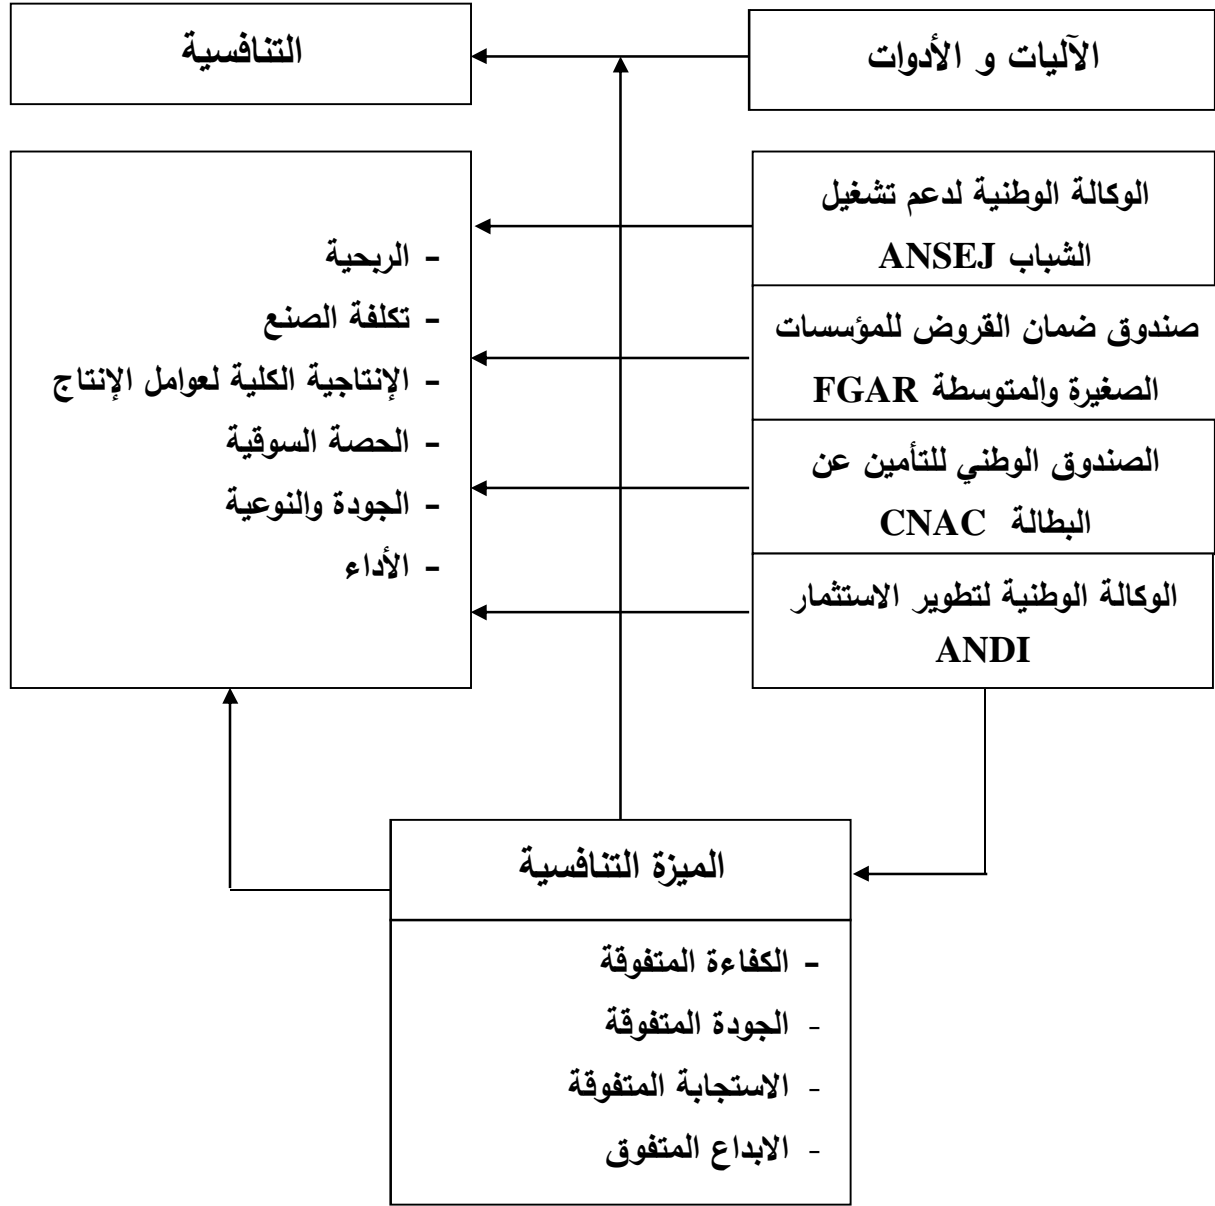 الآليات و الأدوات
التنافسية
الوكالة الوطنية لدعم تشغيل
الشباب ANSEJ
صندوق ضمان القروض للمؤسسات
الصغيرة والمتوسطة FGAR
الصندوق الوطني للتأمين عن
البطالة CNAC
الوكالة الوطنية لتطوير الاستثمار
ANDI
- الربحية
- تكلفة الصنع
- الإنتاجية الكلية لعوامل الإنتاج
- الحصة السوقية
- الجودة والنوعية
- الأداء
الميزة التنافسية
- الكفاءة المتفوقة
- الجودة المتفوقة
- الاستجابة المتفوقة
- الابداع المتفوق